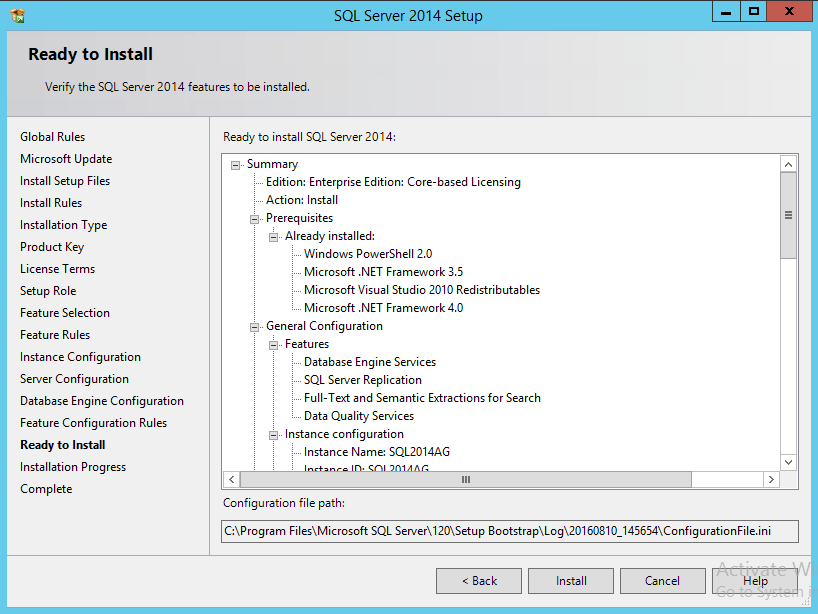 SQL Server 2014 Setup
Ready to Install
Verify the SQL Server 2014 features to be installed.
Global Rules
Microsoft Update
Install Setup Files
Install Rules
Installation Type
Product Key
License Terms
Setup Role
Feature Selection
Feature Rules
Instance Configuration
Server Configuration
Database Engine Configuration
Feature Configuration Rules
Ready to Install
Installation Progress
Complete
Ready to install SQL Server 2014:
Summary
Edition: Enterprise Edition: Core-based Licensing
Action: Install
Prerequisites
Already installed:
Windows PowerShell 2.0
Microsoft .NET Framework 3.5
Microsoft Visual Studio 2010 Redistributables
Microsoft .NET Framework 4.0
General Configuration
Features
Database Engine Services
SQL Server Replication
Full-Text and Semantic Extractions for Search
Data Quality Services
Instance configuration
Instance Name: SQL2014AG
Instance ID: SQL2014AG
Configuration file path:
C:\Program Files\Microsoft SQL Server\120\Setup Bootstrap\Log\20160810_145654\ConfigurationFile.ini
< Back
Install
Cancel
Help
Activate W
Go to System i